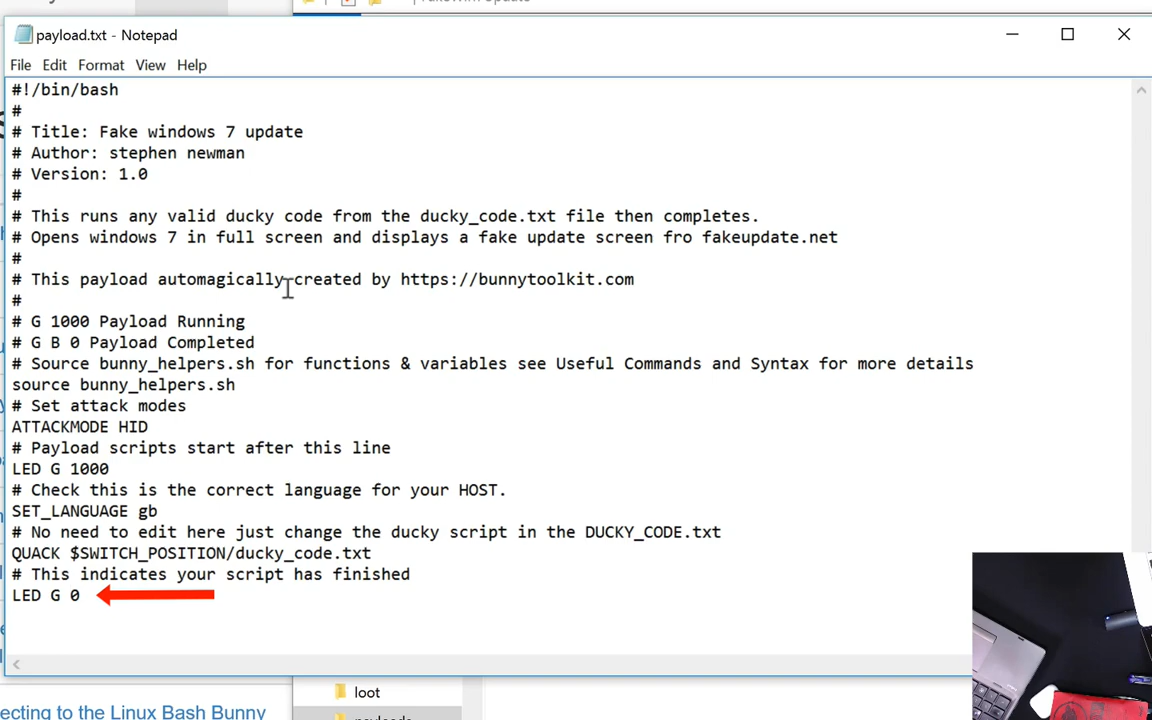 payload.txt - Notepad
File Edit Format View Help
#!/bin/bash
#
# Title: Fake windows 7 update
# Author: stephen newman
# Version: 1.0
#
# This runs any valid ducky code from the ducky_code.txt file then completes.
# Opens windows 7 in full screen and displays a fake update screen fro fakeupdate.net
#
# This payload automagically created by https://bunnytoolkit.com
#
# G 1000 Payload Running
# G B 0 Payload Completed
# Source bunny_helpers.sh for functions & variables see Useful Commands and Syntax for more details
source bunny_helpers.sh
# Set attack modes
ATTACKMODE HID
# Payload scripts start after this line
LED G 1000
# Check this is the correct language for your HOST.
SET_LANGUAGE gb
# No need to edit here just change the ducky script in the DUCKY_CODE.txt
QUACK $SWITCH_POSITION/ducky_code.txt
# This indicates your script has finished
LED G 0
loot
ecting to the Linux Bash Bunny